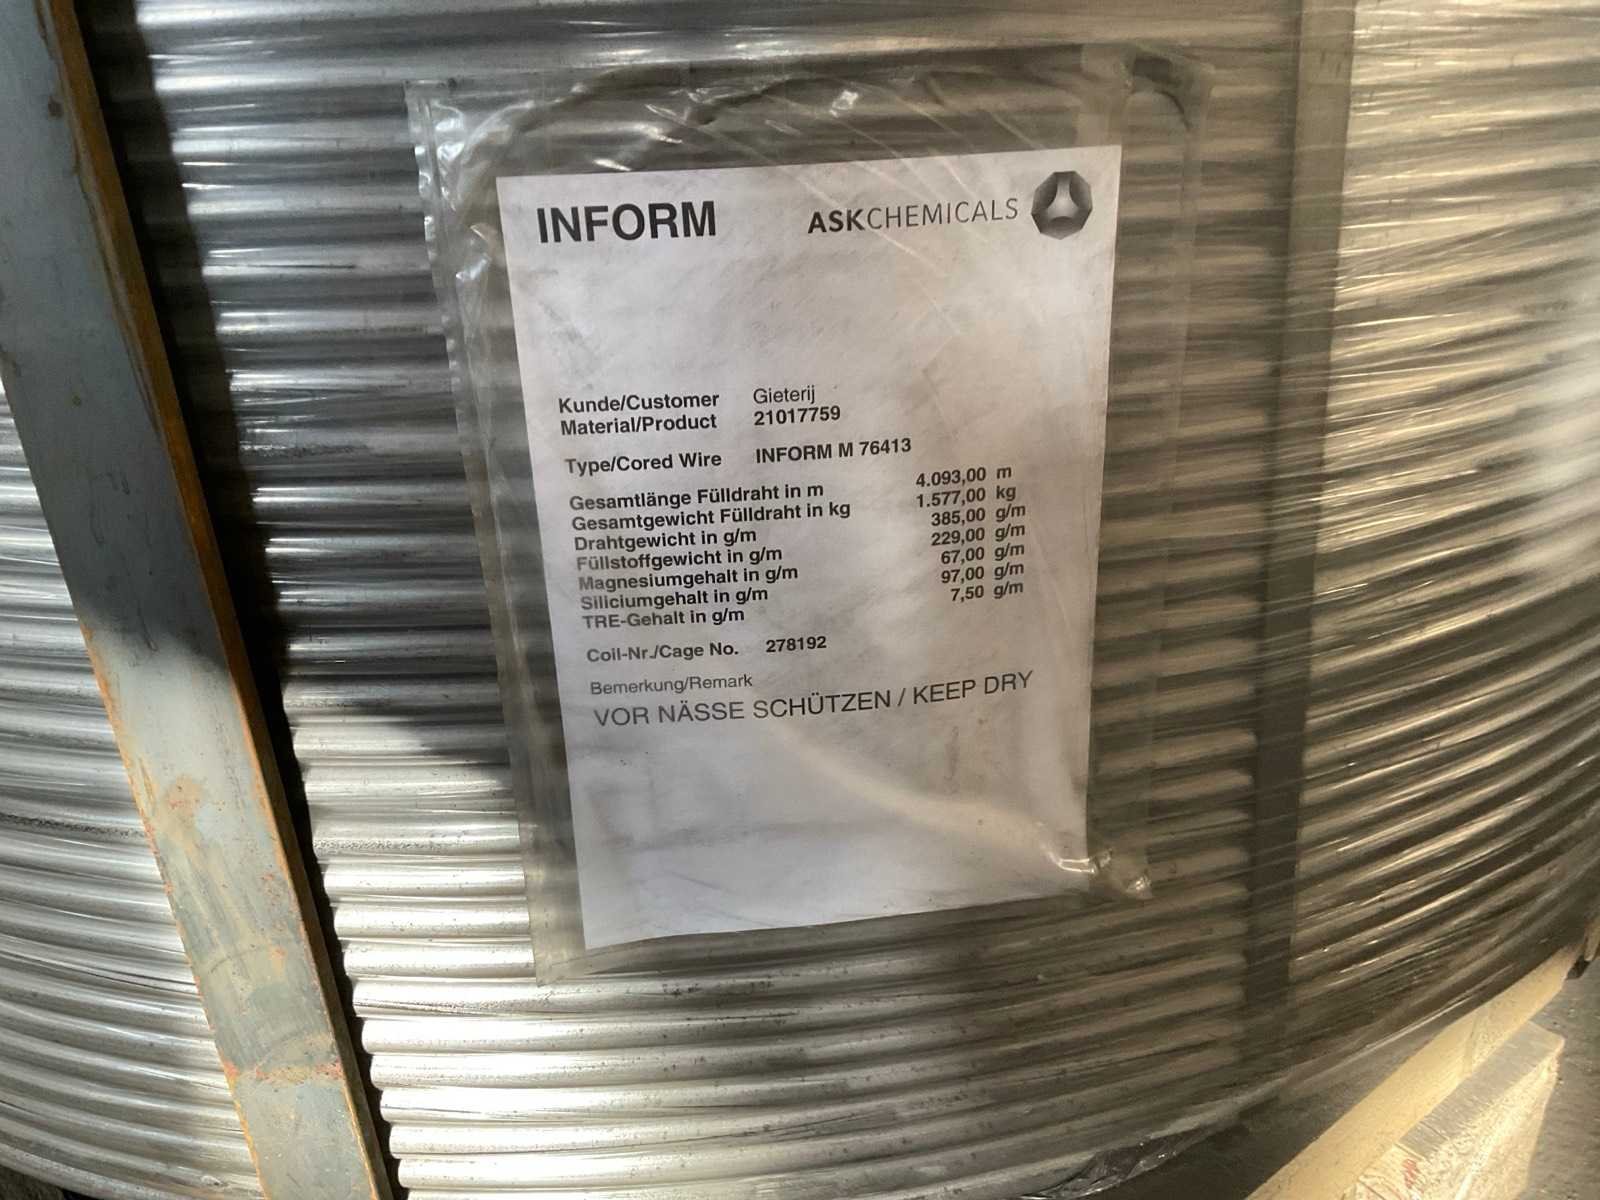 INFORM ASKCHEMICALS
Kunde/Customer Gieterij
Material/Product 21017759
Type/Cored Wire INFORM M 76413
Gesamtlänge Fülldraht in m 4.093,00 m
Gesamtgewicht Fülldraht in kg 1.577,00 kg
Drahtgewicht in g/m 385,00 g/m
Füllstoffgewicht in g/m 229,00 g/m
Magnesiumgehalt in g/m 67,00 g/m
Siliciumgehalt in g/m 97,00 g/m
TRE-Gehalt in g/m 7,50 g/m
Coil-Nr./Cage No. 278192
Bemerkung/Remark
VOR NÄSSE SCHÜTZEN / KEEP DRY